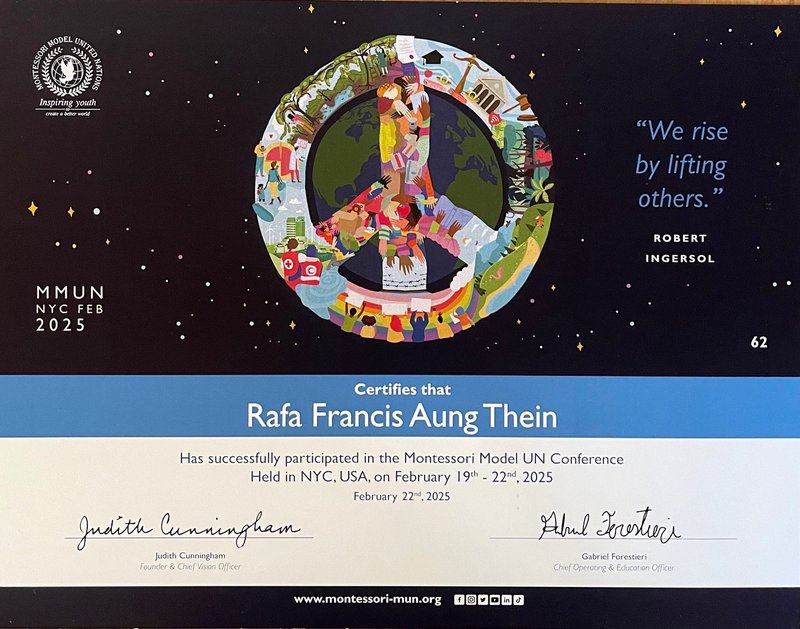 MONTESSORI MODEL UNITED NATIONS
Inspiring youth
to
create a better world
“We rise
by lifting
others.”
ROBERT
INGERSOL
MMUN
NYC FEB
2025
62
Certifies that
Rafa Francis Aung Thein
Has successfully participated in the Montessori Model UN Conference
Held in NYC, USA, on February 19th - 22nd, 2025
February 22nd, 2025
Judith Cunningham
Judith Cunningham
Founder & Chief Vision Officer
Gabriel Forestieri
Chief Operating & Education Officer
www.montessori-mun.org